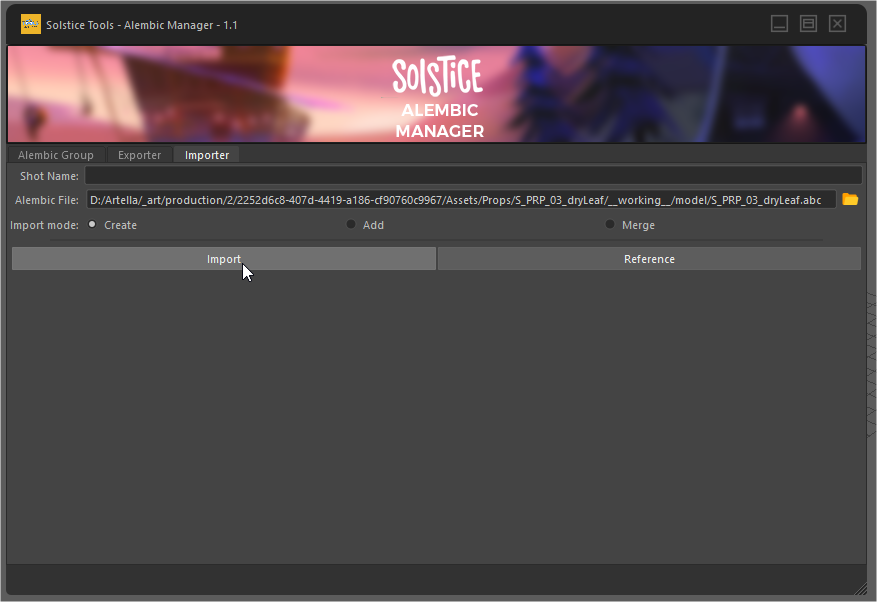 Solstice Tools - Alembic Manager - 1.1
SOLSTICE
ALEMBIC
MANAGER
Alembic Group Exporter Importer
Shot Name:
Alembic File: D:/Artella/_art/production/2/2252d6c8-407d-4419-a186-cf90760c9967/Assets/Props/S_PRP_03_dryLeaf/__working__/model/S_PRP_03_dryLeaf.abc
Import mode: Create Add Merge
Import Reference